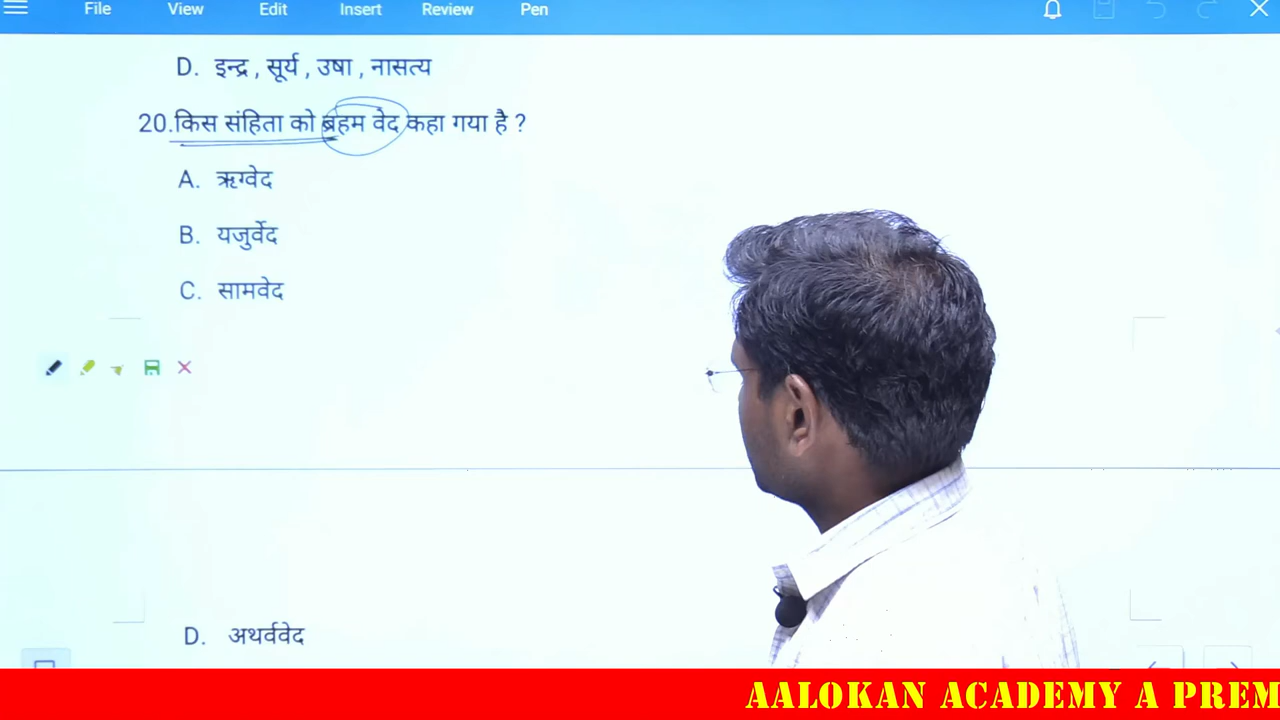 File View Edit Insert Review Pen
D. इन्द्र , सूर्य , उषा , नासत्य
20.किस संहिता को ब्रहम वेद कहा गया है ?
A. ऋग्वेद
B. यजुर्वेद
C. सामवेद
D. अथर्ववेद
AALOKAN ACADEMY A PREM